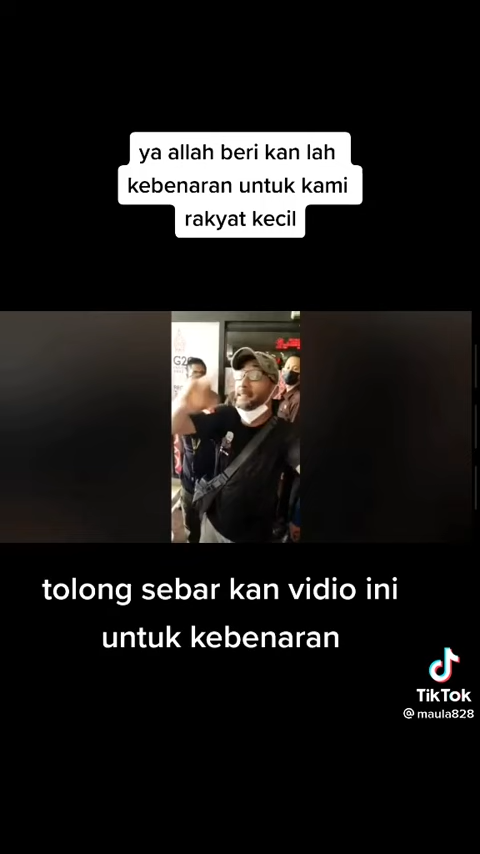 ya allah beri kan lah
kebenaran untuk kami
rakyat kecil
G20
tolong sebar kan vidio ini
untuk kebenaran
TikTok
@maula828